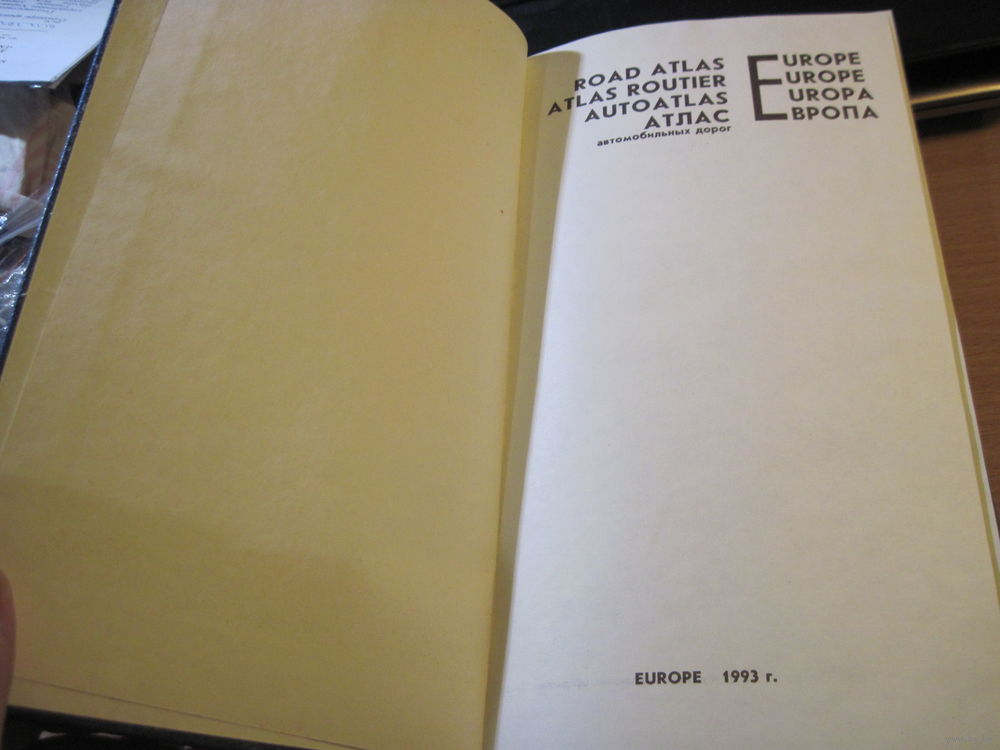 ROAD ATLAS
ATLAS ROUTIER
AUTOATLAS
АТЛАС
автомобильных дорог
EUROPE
EUROPE
EUROPA
ЕВРОПА
EUROPE 1993 г.